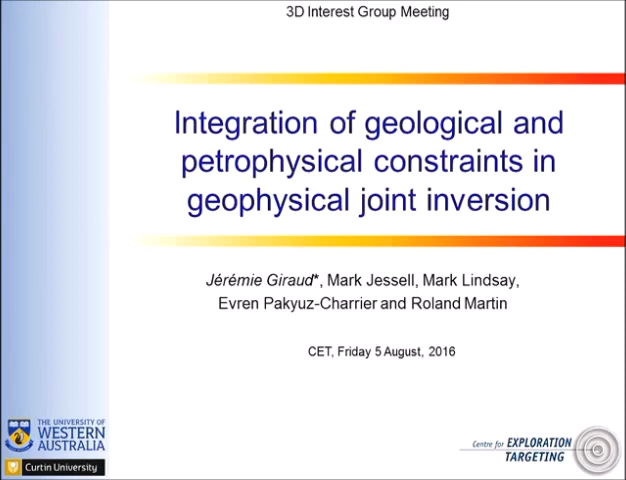 3D Interest Group Meeting
Integration of geological and
petrophysical constraints in
geophysical joint inversion
Jérémie Giraud*, Mark Jessell, Mark Lindsay,
Evren Pakyuz-Charrier and Roland Martin
CET, Friday 5 August, 2016
THE UNIVERSITY OF
WESTERN
AUSTRALIA
Curtin University
Centre for EXPLORATION
TARGETING